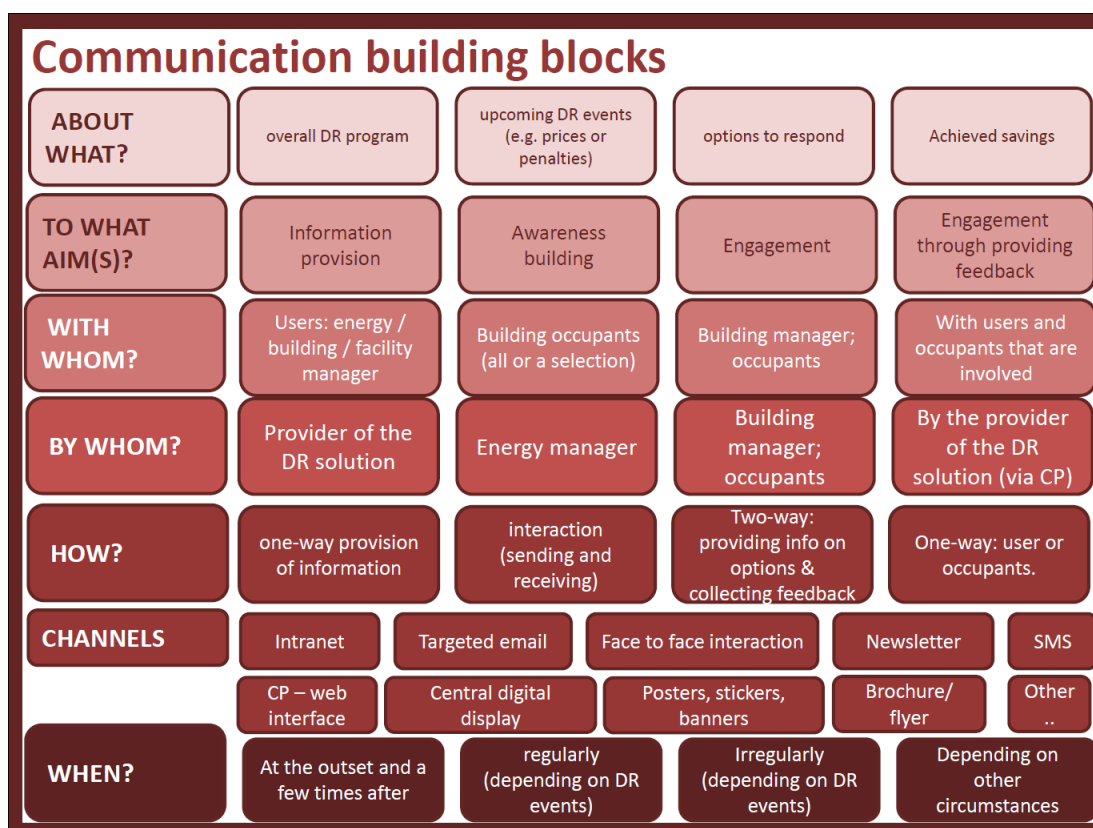 Communication building blocks
ABOUT
WHAT?
overall DR program
upcoming DR events
(e.g. prices or
penalties)
options to respond
Achieved savings
TO WHAT
AIM(S)?
Information
provision
Awareness
building
Engagement
Engagement
through providing
feedback
WITH
WHOM?
Users: energy /
building / facility
manager
Building occupants
(all or a selection)
Building manager;
occupants
With users and
occupants that are
involved
BY WHOM?
Provider of the
DR solution
Energy manager
Building
manager;
occupants
By the provider
of the DR
solution (via CP)
HOW?
one-way provision
of information
interaction
(sending and
receiving)
Two-way:
providing info on
options &
collecting feedback
One-way: user or
occupants.
CHANNELS
Intranet
Targeted email
Face to face interaction
Newsletter
SMS
CP – web
interface
Central digital
display
Posters, stickers,
banners
Brochure/
flyer
Other
..
WHEN?
At the outset and a
few times after
regularly
(depending on DR
events)
Irregularly
(depending on DR
events)
Depending on
other
circumstances